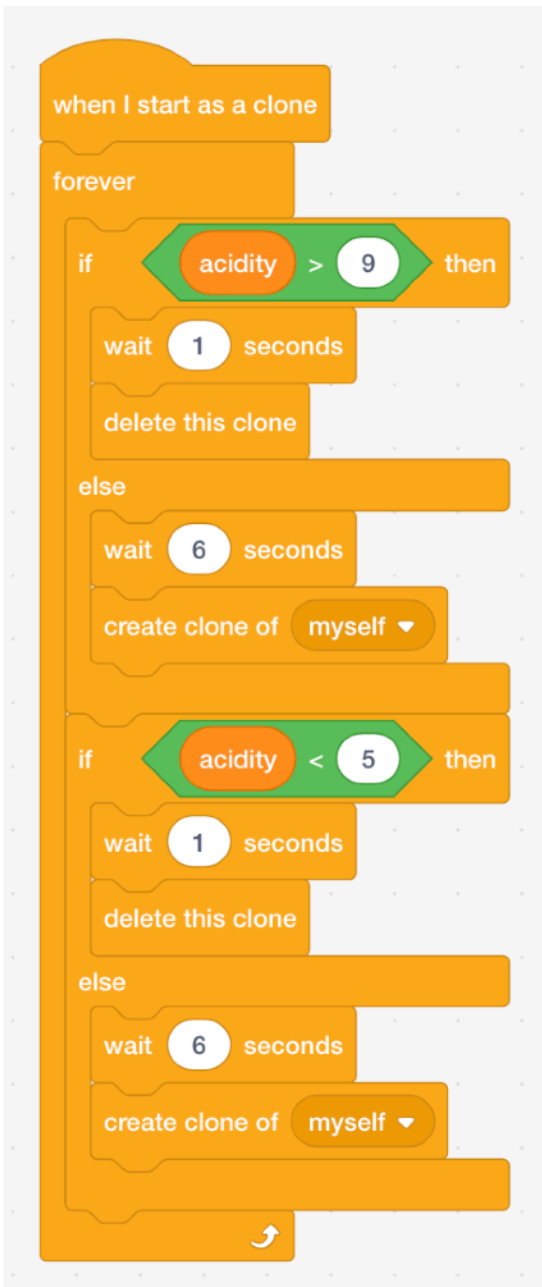 when I start as a clone
forever
if acidity > 9 then
wait 1 seconds
delete this clone
else
wait 6 seconds
create clone of myself
if acidity < 5 then
wait 1 seconds
delete this clone
else
wait 6 seconds
create clone of myself